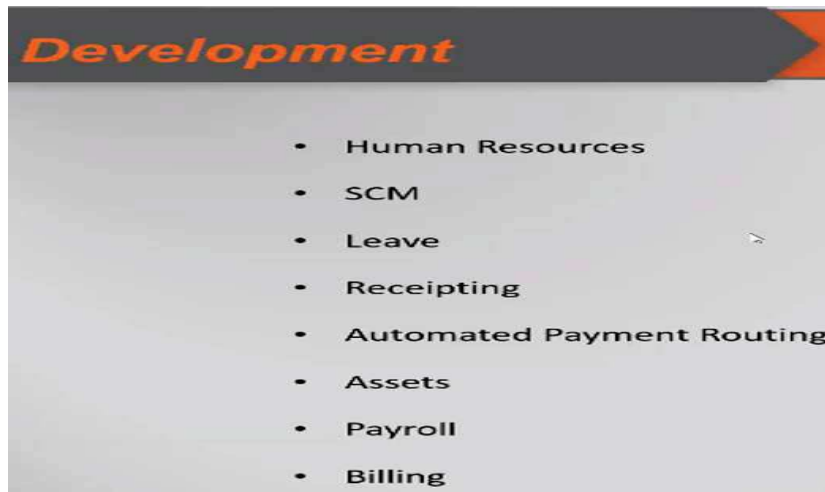 Development
• Human Resources
• SCM
• Leave
• Receipting
• Automated Payment Routing
• Assets
• Payroll
• Billing